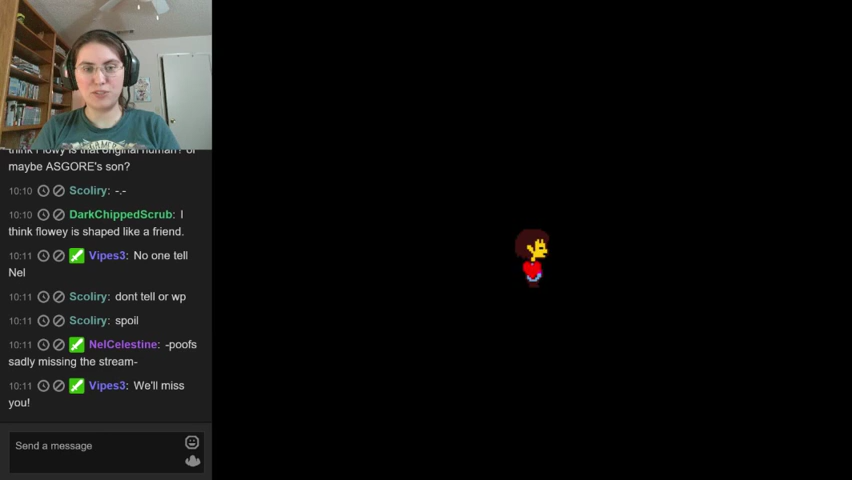 think Flowy is that original human? or
maybe ASGORE's son?
10:10 Scoliry: -.-
10:10 DarkChippedScrub: I
think flowey is shaped like a friend.
10:11 Vipes3: No one tell
Nel
10:11 Scoliry: dont tell or wp
10:11 Scoliry: spoil
10:11 NelCelestine: -poofs
sadly missing the stream-
10:11 Vipes3: We'll miss
you!
Send a message